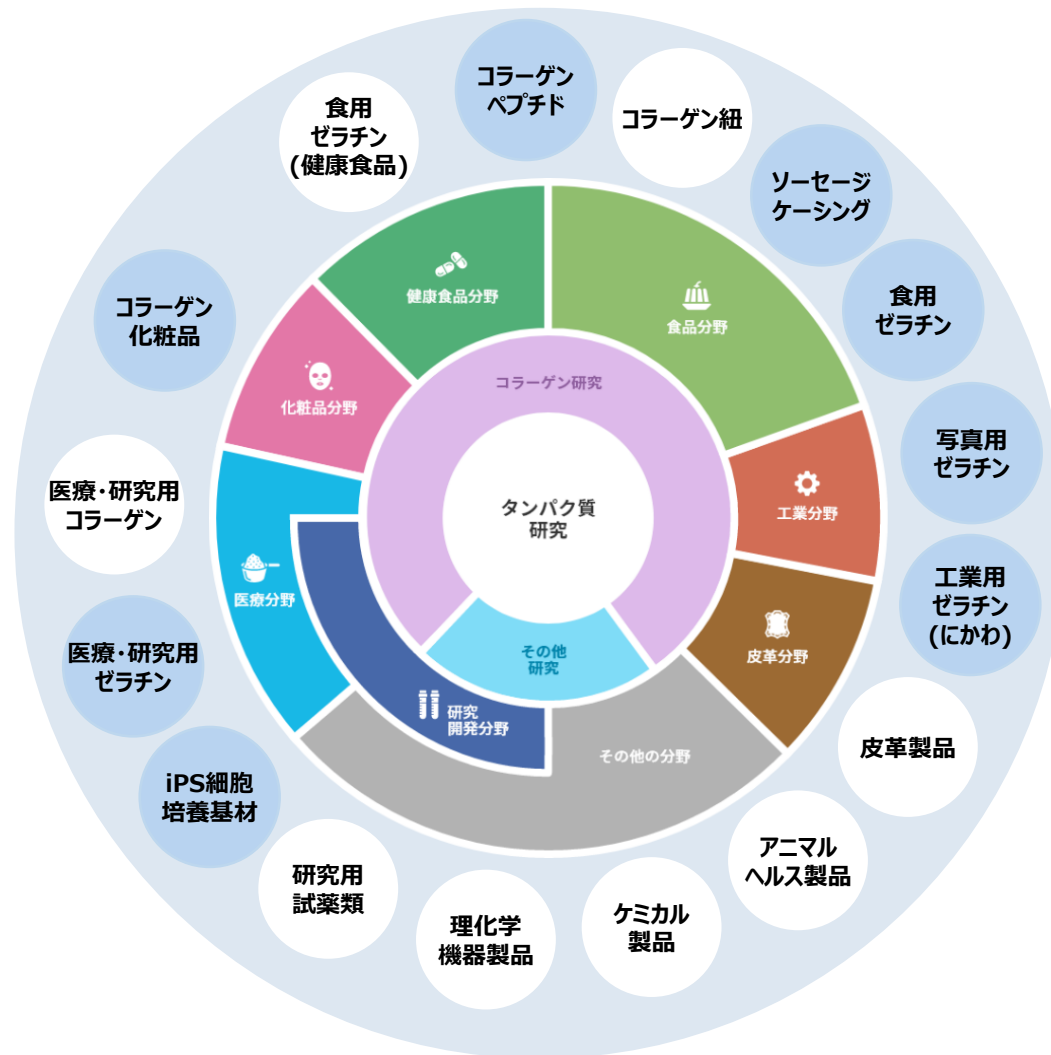 コラーゲン
ペプチド
コラーゲン紐
ソーセージ
ケーシング
食用
ゼラチン
写真用
ゼラチン
工業用
ゼラチン
(にかわ)
皮革製品
アニマル
ヘルス製品
ケミカル
製品
理化学
機器製品
研究用
試薬類
iPS細胞
培養基材
医療・研究用
ゼラチン
医療・研究用
コラーゲン
コラーゲン
化粧品
食用
ゼラチン
(健康食品)
健康食品分野
食品分野
工業分野
皮革分野
その他の分野
研究
開発分野
医療分野
化粧品分野
コラーゲン研究
タンパク質
研究
その他
研究